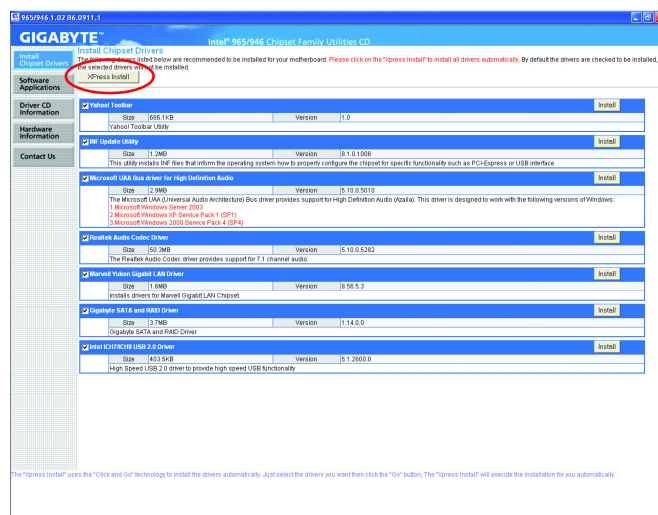 965/946 1.02 B6.0911.1
GIGABYTE™
Intel® 965/946 Chipset Family Utilities CD
Install
Chipset Drivers
Software
Applications
Driver CD
Information
Hardware
Information
Contact Us
Install Chipset Drivers
The following drivers listed below are recommended to be installed for your motherboard. Please click on the "Xpress Install" to install all drivers automatically. By default the drivers are checked to be installed,
the selected drivers will not be installed.
XPress Install
Yahoo! Toolbar Install
Size 686.1KB Version 1.0
Yahoo! Toolbar Utility
INF Update Utility Install
Size 1.2MB Version 8.1.0.1006
This utility installs INF files that inform the operating system how to properly configure the chipset for specific functionality such as PCI-Express or USB interface.
Microsoft UAA Bus driver for High Definition Audio Install
Size 2.9MB Version 5.10.0.5010
The Microsoft UAA (Universal Audio Architecture) Bus driver provides support for High Definition Audio (Azalia). This driver is designed to work with the following versions of Windows:
1.Microsoft Windows Server 2003
2.Microsoft Windows XP Service Pack 1 (SP1)
3.Microsoft Windows 2000 Service Pack 4 (SP4)
Realtek Audio Codec Driver Install
Size 50.3MB Version 5.10.0.5282
The Realtek Audio Codec driver provides support for 7.1 channel audio.
Marvell Yukon Gigabit LAN Driver Install
Size 1.6MB Version 8.56.5.3
Installs drivers for Marvell Gigabit LAN Chipset.
Gigabyte SATA and RAID Driver Install
Size 3.7MB Version 1.14.0.0
Gigabyte SATA and RAID Driver
Intel ICH7/ICH8 USB 2.0 Driver Install
Size 403.5KB Version 5.1.2600.0
High Speed USB 2.0 driver to provide high speed USB functionality
The "Xpress Install" uses the "Click and Go" technology to install the drivers automatically. Just select the drivers you want then click the "Go" button, The "Xpress Install" will execute the installation for you automatically.